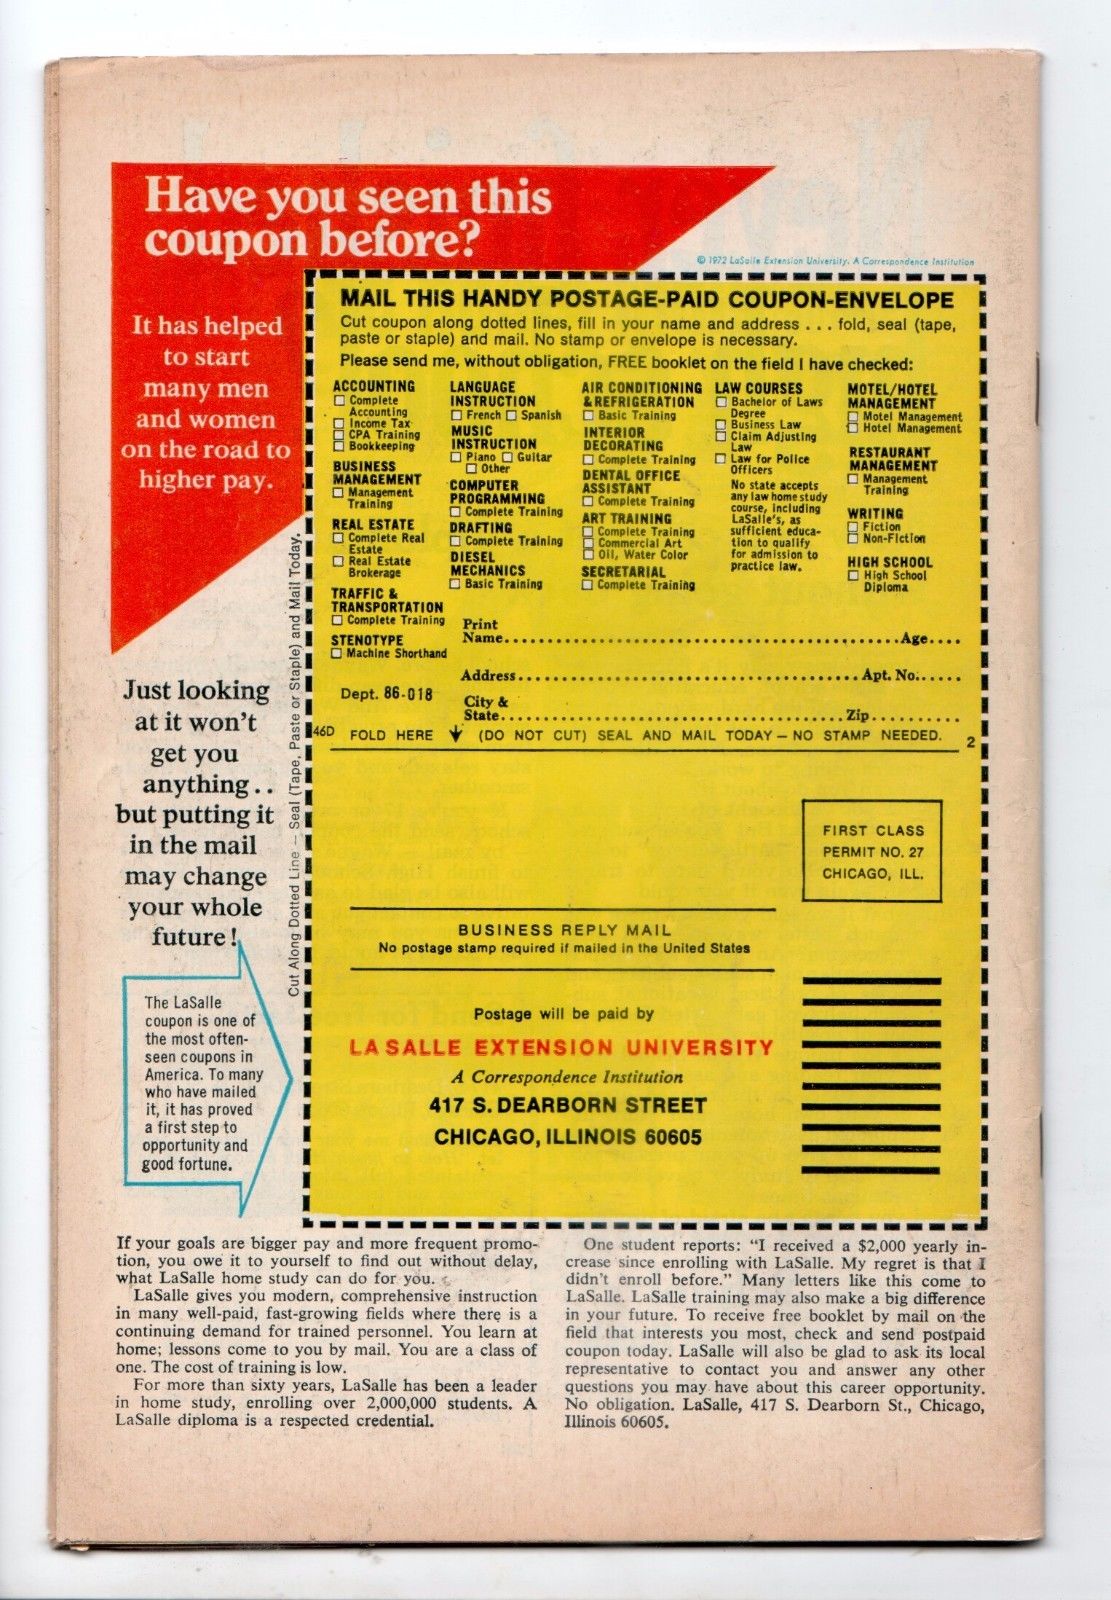 Have you seen this
coupon before?
© 1972 LaSalle Extension University. A Correspondence Institution
It has helped
to start
many men
and women
on the road to
higher pay.
Just looking
at it won't
get you
anything..
but putting it
in the mail
may change
your whole
future!
The LaSalle
coupon is one of
the most often-
seen coupons in
America. To many
who have mailed
it, it has proved
a first step to
opportunity and
good fortune.
Cut Along Dotted Line — Seal (Tape, Paste or Staple) and Mail Today.
MAIL THIS HANDY POSTAGE-PAID COUPON-ENVELOPE
Cut coupon along dotted lines, fill in your name and address . . . fold, seal (tape,
paste or staple) and mail. No stamp or envelope is necessary.
Please send me, without obligation, FREE booklet on the field I have checked:
ACCOUNTING
Complete
Accounting
Income Tax
CPA Training
Bookkeeping
BUSINESS
MANAGEMENT
Management
Training
REAL ESTATE
Complete Real
Estate
Real Estate
Brokerage
TRAFFIC &
TRANSPORTATION
Complete Training
STENOTYPE
Machine Shorthand
LANGUAGE
INSTRUCTION
French Spanish
MUSIC
INSTRUCTION
Piano Guitar
Other
COMPUTER
PROGRAMMING
Complete Training
DRAFTING
Complete Training
DIESEL
MECHANICS
Basic Training
AIR CONDITIONING
& REFRIGERATION
Basic Training
INTERIOR
DECORATING
Complete Training
DENTAL OFFICE
ASSISTANT
Complete Training
ART TRAINING
Complete Training
Commercial Art
Oil, Water Color
SECRETARIAL
Complete Training
LAW COURSES
Bachelor of Laws
Degree
Business Law
Claim Adjusting
Law
Law for Police
Officers
No state accepts
any law home study
course, including
LaSalle's, as
sufficient educa-
tion to qualify
for admission to
practice law.
MOTEL/HOTEL
MANAGEMENT
Motel Management
Hotel Management
RESTAURANT
MANAGEMENT
Management
Training
WRITING
Fiction
Non-Fiction
HIGH SCHOOL
High School
Diploma
Print
Name.......................Age....
Address.......................Apt. No......
Dept. 86-018
City &
State.......................Zip..........
46D FOLD HERE ↓ (DO NOT CUT) SEAL AND MAIL TODAY — NO STAMP NEEDED. 2
FIRST CLASS
PERMIT NO. 27
CHICAGO, ILL.
BUSINESS REPLY MAIL
No postage stamp required if mailed in the United States
Postage will be paid by
LA SALLE EXTENSION UNIVERSITY
A Correspondence Institution
417 S. DEARBORN STREET
CHICAGO, ILLINOIS 60605
If your goals are bigger pay and more frequent promo-
tion, you owe it to yourself to find out without delay,
what LaSalle home study can do for you.
LaSalle gives you modern, comprehensive instruction
in many well-paid, fast-growing fields where there is a
continuing demand for trained personnel. You learn at
home; lessons come to you by mail. You are a class of
one. The cost of training is low.
For more than sixty years, LaSalle has been a leader
in home study, enrolling over 2,000,000 students. A
LaSalle diploma is a respected credential.
One student reports: "I received a $2,000 yearly in-
crease since enrolling with LaSalle. My regret is that I
didn't enroll before." Many letters like this come to
LaSalle. LaSalle training may also make a big difference
in your future. To receive free booklet by mail on the
field that interests you most, check and send postpaid
coupon today. LaSalle will also be glad to ask its local
representative to contact you and answer any other
questions you may have about this career opportunity.
No obligation. LaSalle, 417 S. Dearborn St., Chicago,
Illinois 60605.